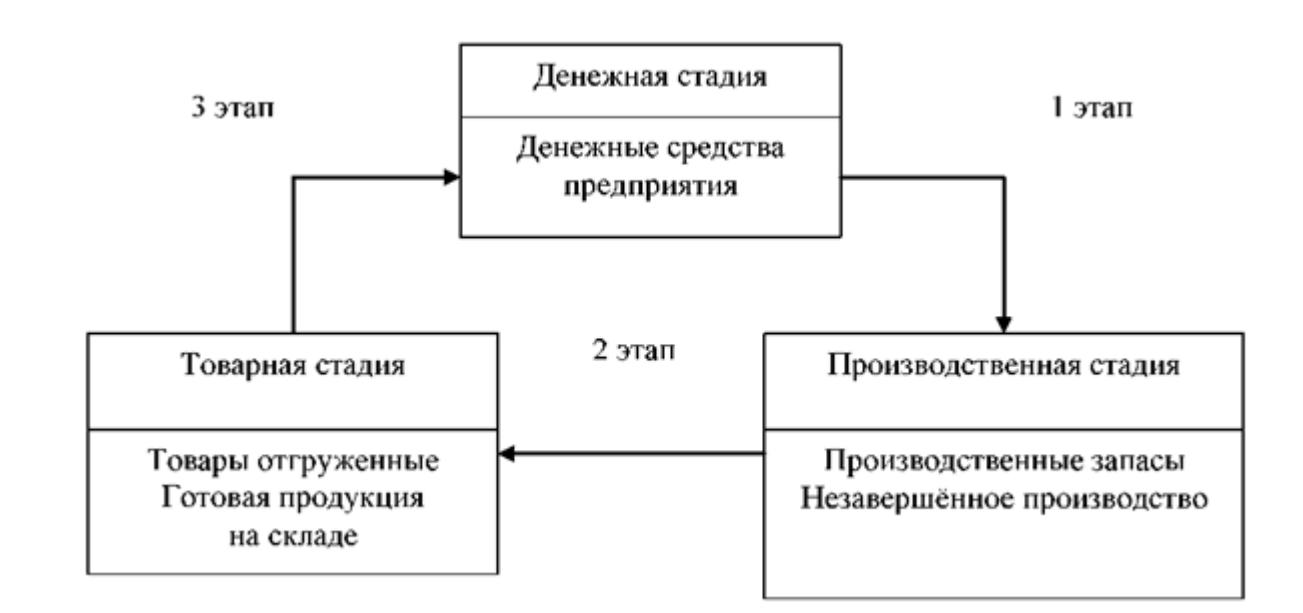 Денежная стадия
3 этап
1 этап
Денежные средства
предприятия
2 этап
Товарная стадия
Производственная стадия
Товары отгруженные
Готовая продукция
на складе
Производственные запасы
Незавершённое производство